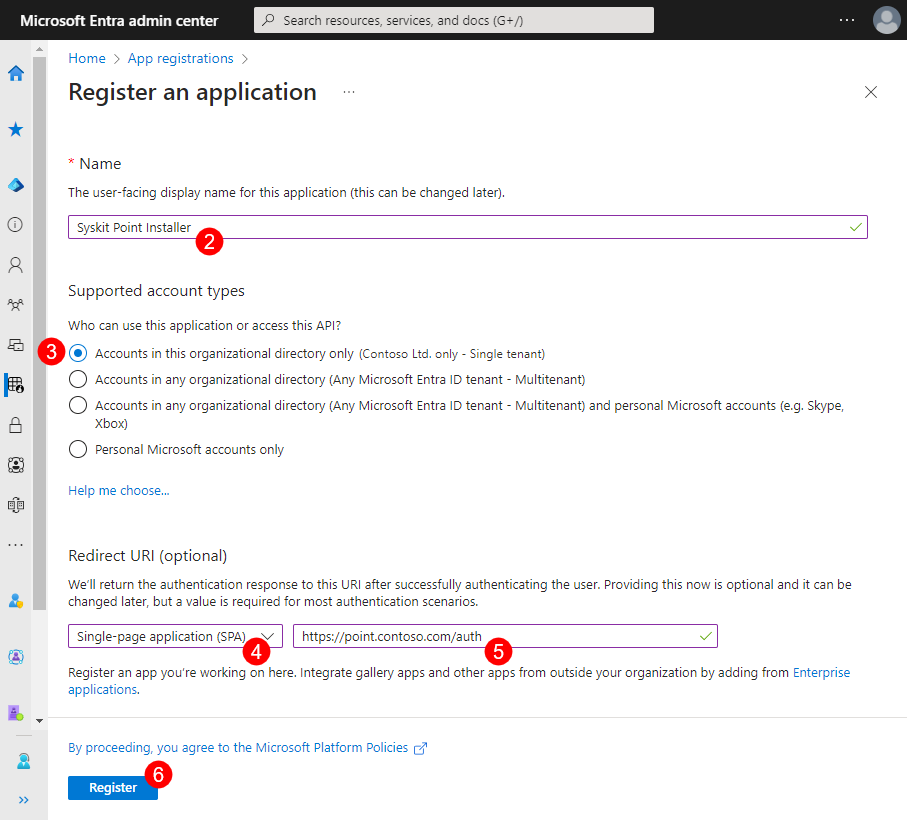 Microsoft Entra admin center
Search resources, services, and docs (G+/)
...
Home > App registrations >
Register an application ...
* Name
The user-facing display name for this application (this can be changed later).
Syskit Point Installer
2
Supported account types
Who can use this application or access this API?
3 Accounts in this organizational directory only (Contoso Ltd. only - Single tenant)
Accounts in any organizational directory (Any Microsoft Entra ID tenant - Multitenant)
Accounts in any organizational directory (Any Microsoft Entra ID tenant - Multitenant) and personal Microsoft accounts (e.g. Skype,
Xbox)
Personal Microsoft accounts only
Help me choose...
Redirect URI (optional)
We'll return the authentication response to this URI after successfully authenticating the user. Providing this now is optional and it can be
changed later, but a value is required for most authentication scenarios.
Single-page application (SPA) https://point.contoso.com/auth
4 5
Register an app you're working on here. Integrate gallery apps and other apps from outside your organization by adding from Enterprise
applications.
By proceeding, you agree to the Microsoft Platform Policies
6
Register